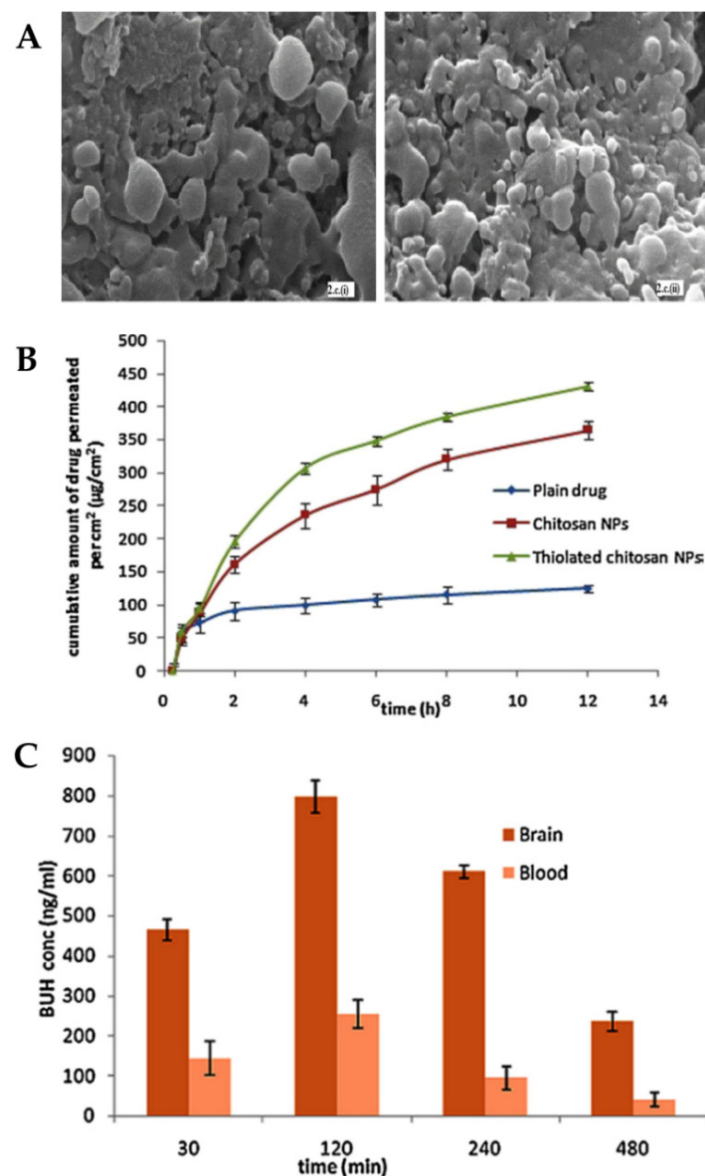 A
2.c.(i)
2.c.(ii)
B
cumulative amount of drug permeated
per cm² (µg/cm²)
500
450
400
350
300
250
200
150
100
50
0
Plain drug
Chitosan NPs
Thiolated chitosan NPs
0 2 4 6 8 10 12 14
time (h)
C
BUH conc (ng/ml)
900
800
700
600
500
400
300
200
100
0
Brain
Blood
30 120 240 480
time (min)